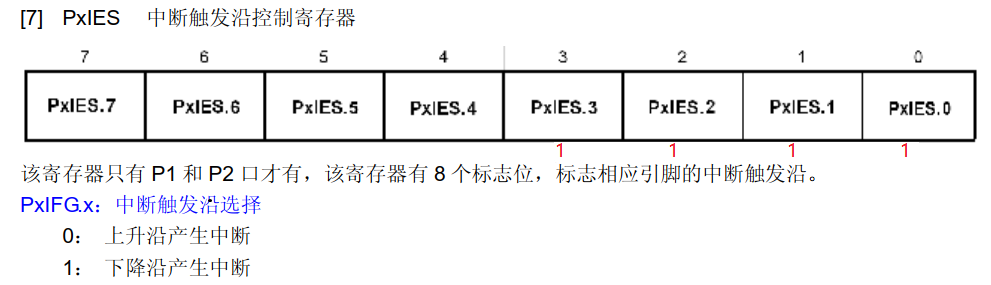 [7] PxIES 中断触发沿控制寄存器
7 6 5 4 3 2 1 0
PxIES.7 PxIES.6 PxIES.5 PxIES.4 PxIES.3 PxIES.2 PxIES.1 PxIES.0
1 1 1 1
该寄存器只有 P1 和 P2 口才有，该寄存器有 8 个标志位，标志相应引脚的中断触发沿。
PxIFG.x：中断触发沿选择
0： 上升沿产生中断
1： 下降沿产生中断